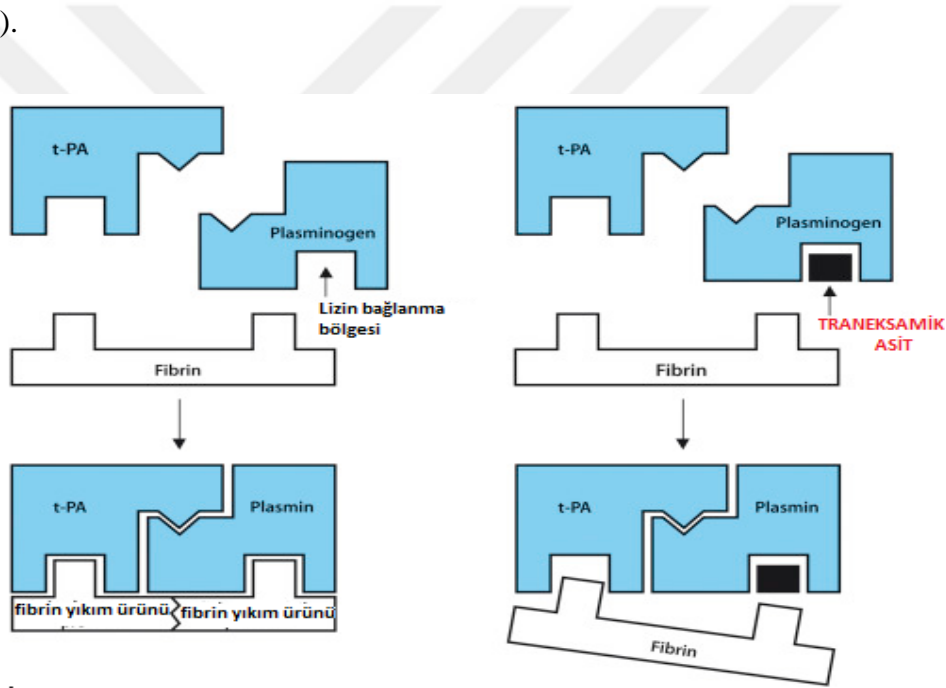 ).
t-PA
Plasminogen
Lizin bağlanma
bölgesi
Fibrin
t-PA
Plasmin
fibrin yıkım ürünü
fibrin yıkım ürünü
t-PA
Plasminogen
TRANEKSAMİK
ASİT
Fibrin
t-PA
Plasmin
Fibrin